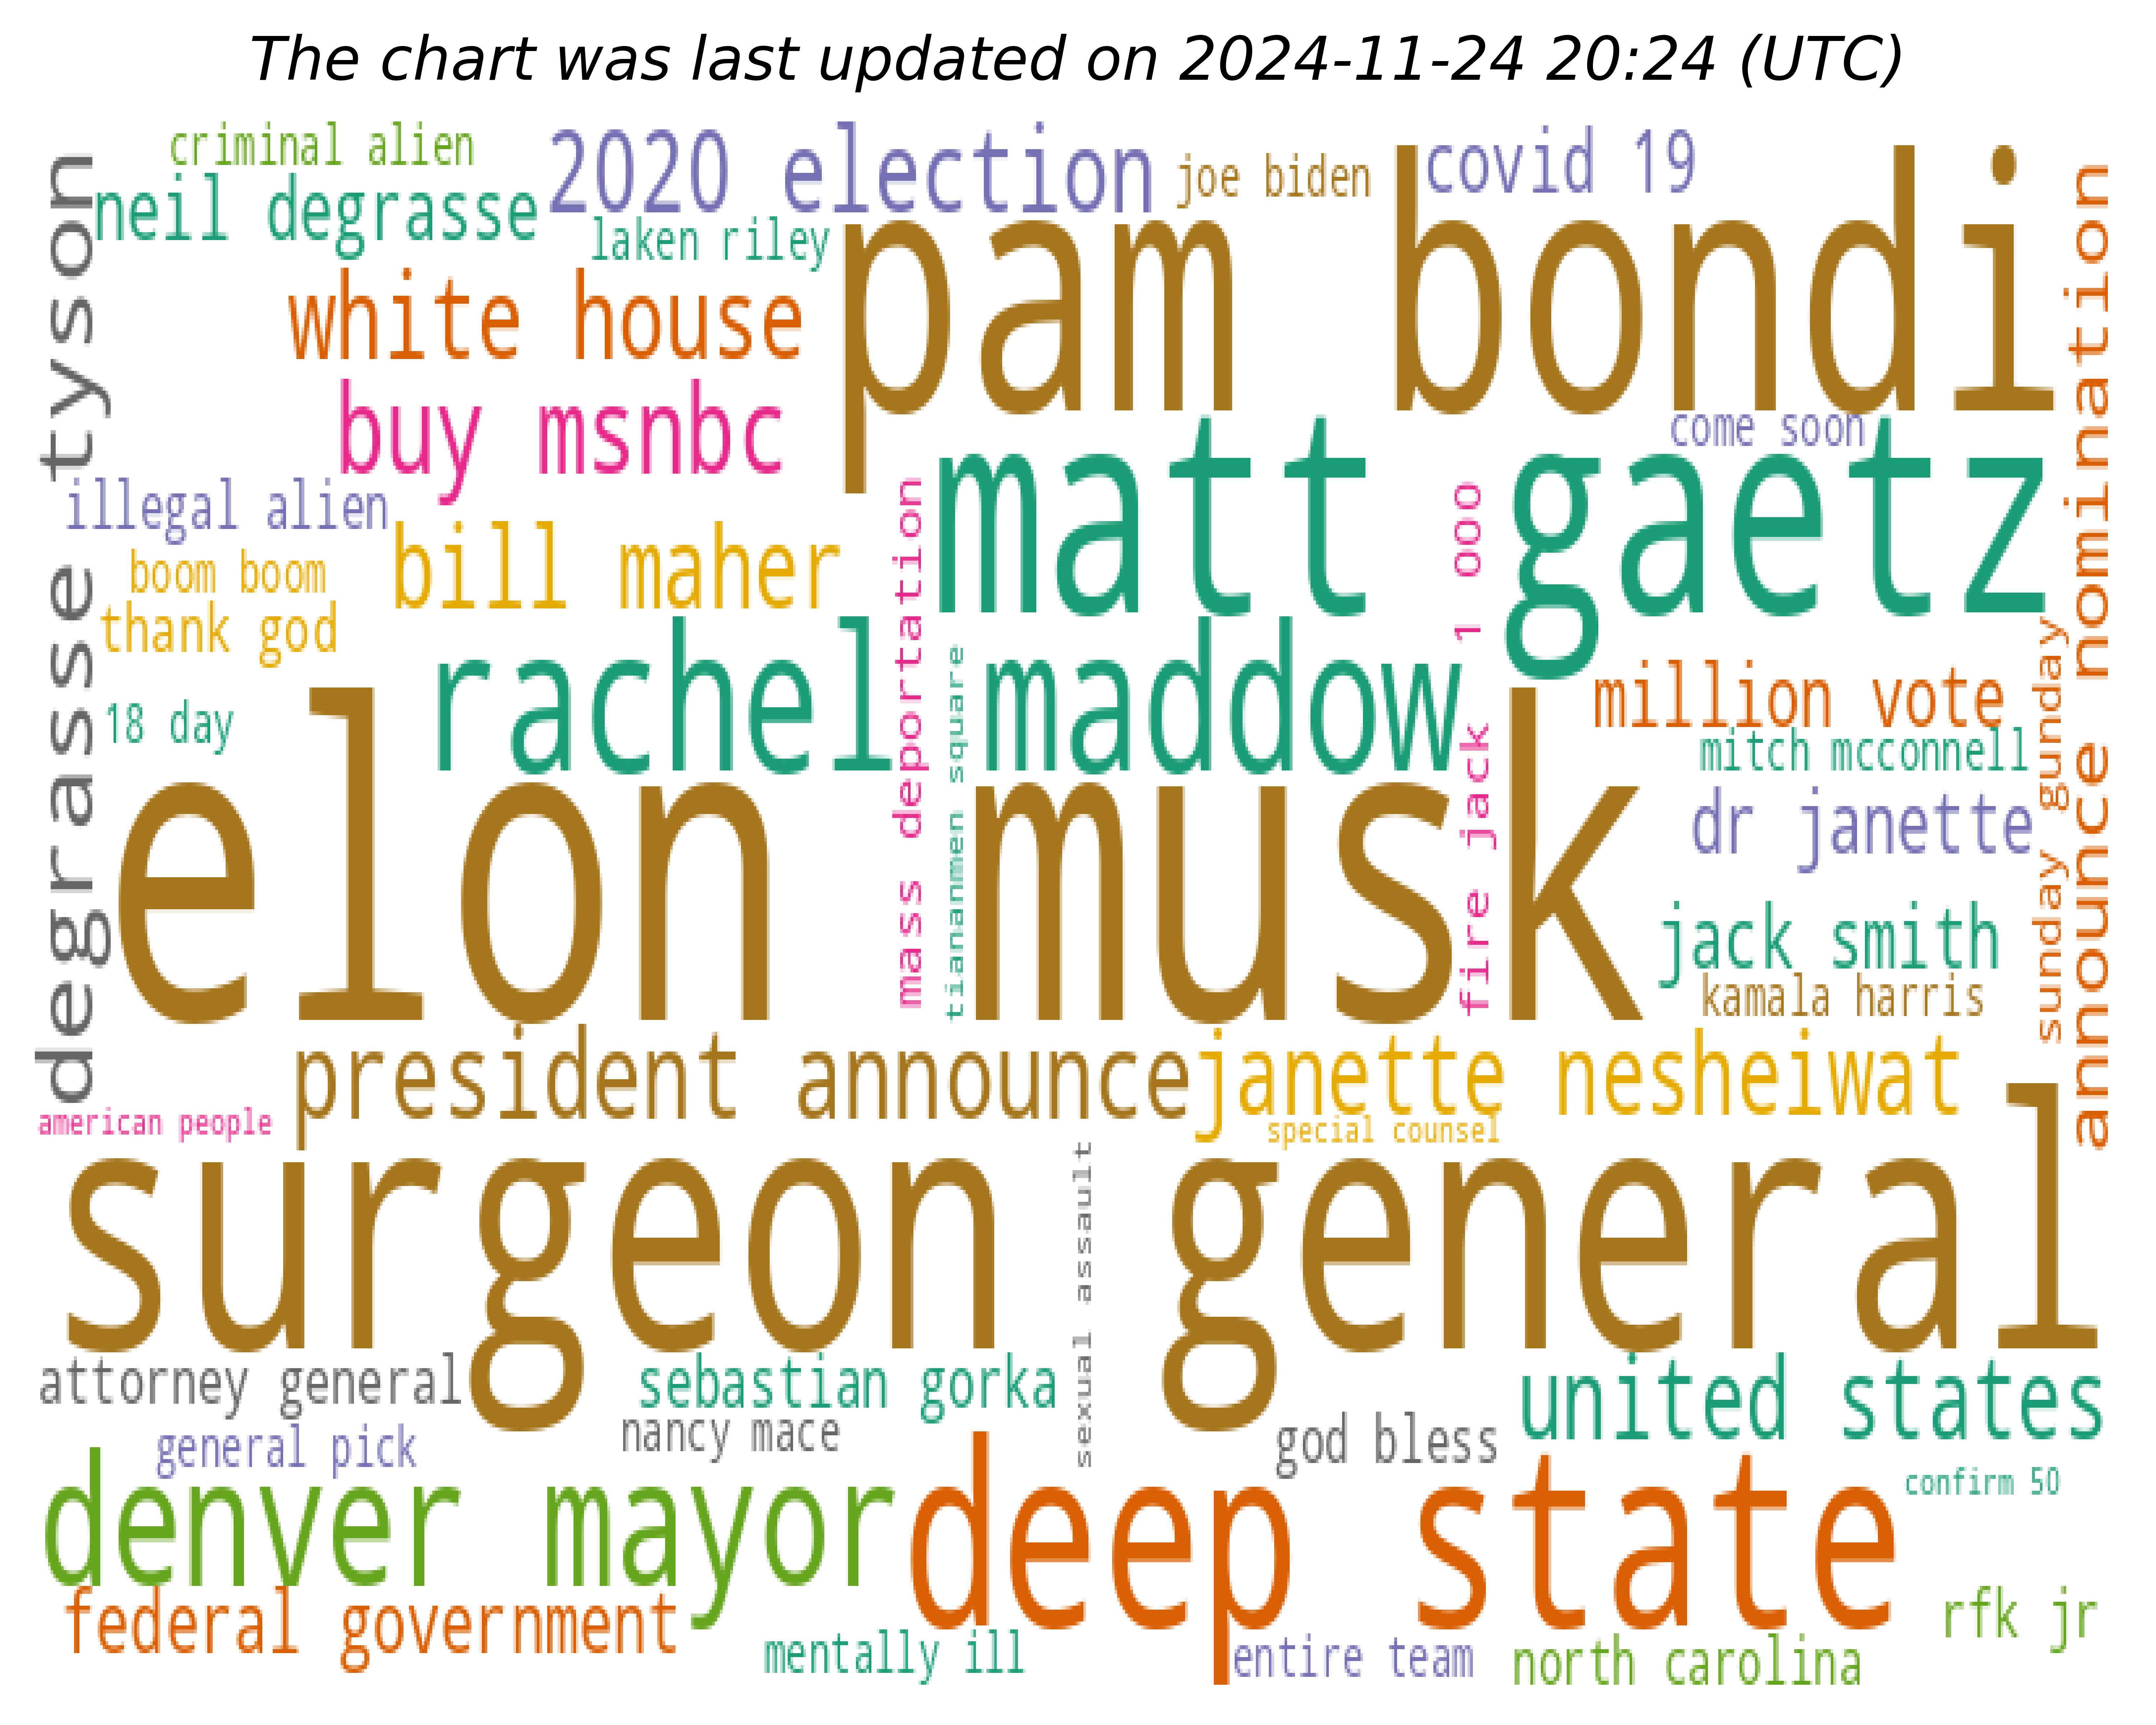 The chart was last updated on 2024-11-24 20:24 (UTC)
criminal alien
2020 election
joe biden
covid 19
neil degrasse
laken riley
pam bondi
degrasse tyson
announce nomination
white house
buy msnbc
come soon
matt gaetz
illegal alien
bill maher
boom boom
thank god
mass deportation
1 000
rachel maddow
tiananmen square
million vote
18 day
mitch mcconnell
sunday gunday
elon musk
fire jack
dr janette
jack smith
kamala harris
president announce
janette nesheiwat
american people
special counsel
surgeon general
sexual assault
attorney general
sebastian gorka
united states
nancy mace
god bless
general pick
denver mayor
deep state
confirm 50
federal government
rfk jr
mentally ill
entire team
north carolina